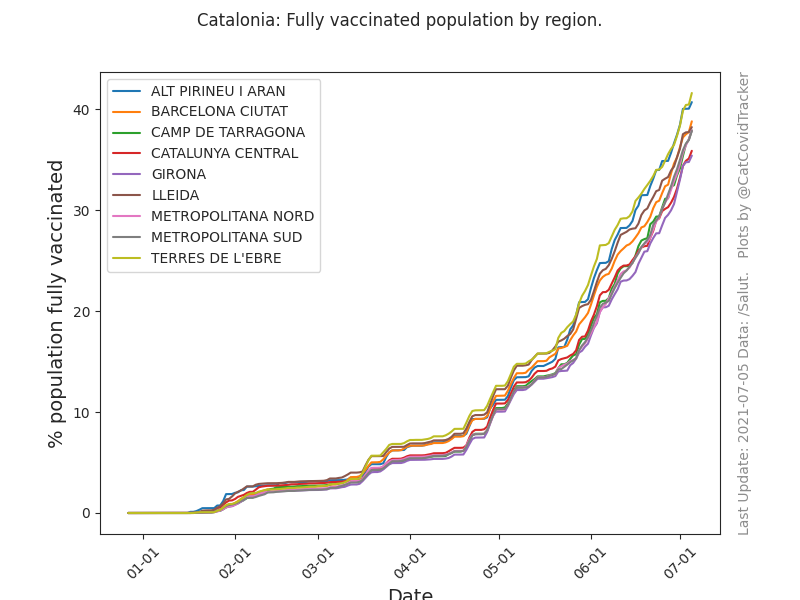 Catalonia: Fully vaccinated population by region.
ALT PIRINEU I ARAN
BARCELONA CIUTAT
CAMP DE TARRAGONA
CATALUNYA CENTRAL
GIRONA
LLEIDA
METROPOLITANA NORD
METROPOLITANA SUD
TERRES DE L'EBRE
% population fully vaccinated
40
30
20
10
0
01-01
02-01
03-01
04-01
05-01
06-01
07-01
Date
Last Update: 2021-07-05 Data: /Salut. Plots by @CatCovidTracker